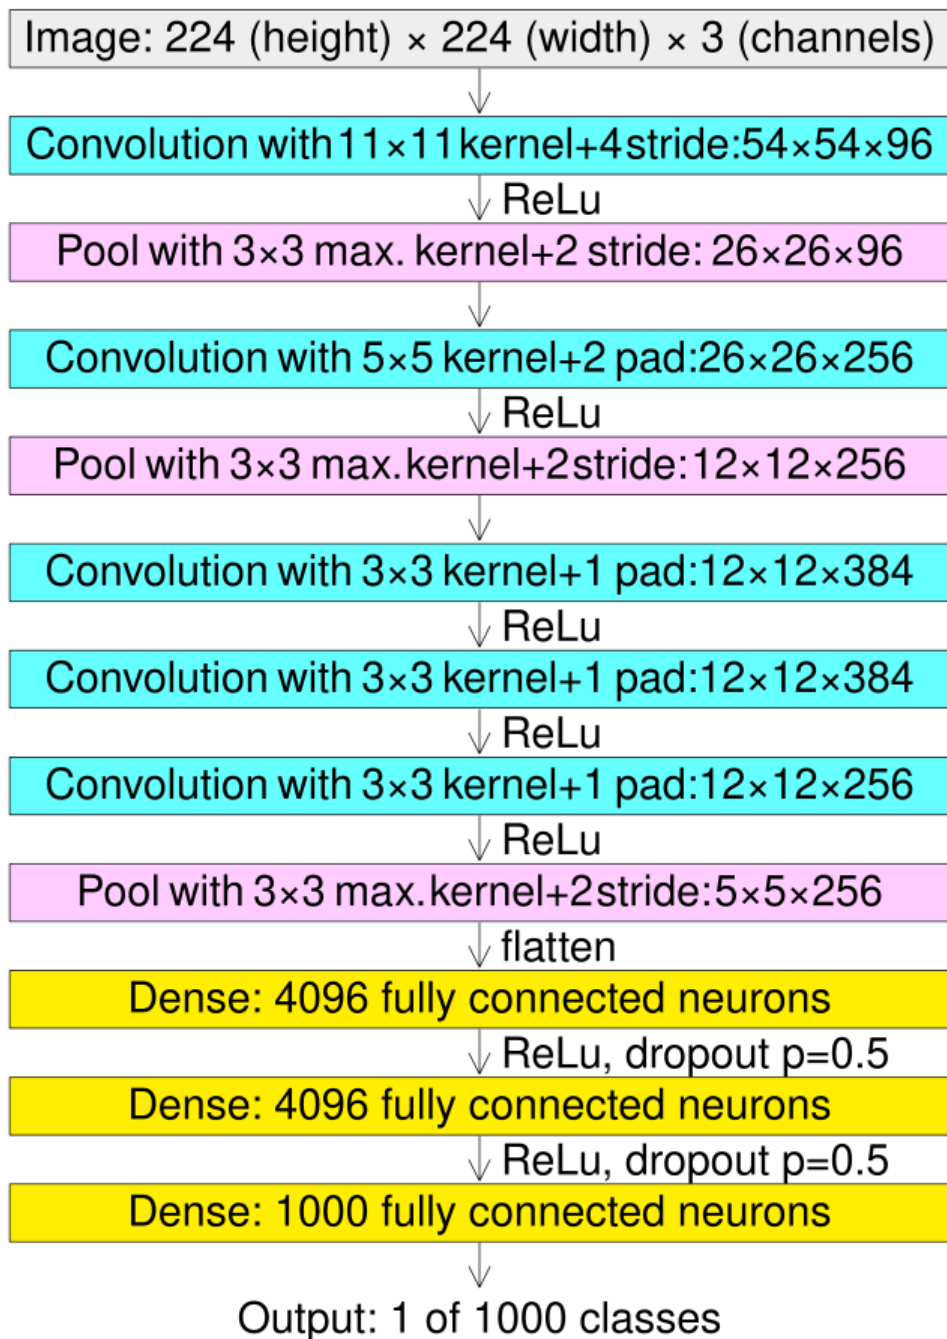 Image: 224 (height) × 224 (width) × 3 (channels)
Convolution with 11×11 kernel+4 stride: 54×54×96
ReLu
Pool with 3×3 max. kernel+2 stride: 26×26×96
Convolution with 5×5 kernel+2 pad:26×26×256
ReLu
Pool with 3×3 max. kernel+2 stride: 12×12×256
Convolution with 3×3 kernel+1 pad:12×12×384
ReLu
Convolution with 3×3 kernel+1 pad:12×12×384
ReLu
Convolution with 3×3 kernel+1 pad:12×12×256
ReLu
Pool with 3×3 max. kernel+2 stride: 5×5×256
flatten
Dense: 4096 fully connected neurons
ReLu, dropout p=0.5
Dense: 4096 fully connected neurons
ReLu, dropout p=0.5
Dense: 1000 fully connected neurons
Output: 1 of 1000 classes